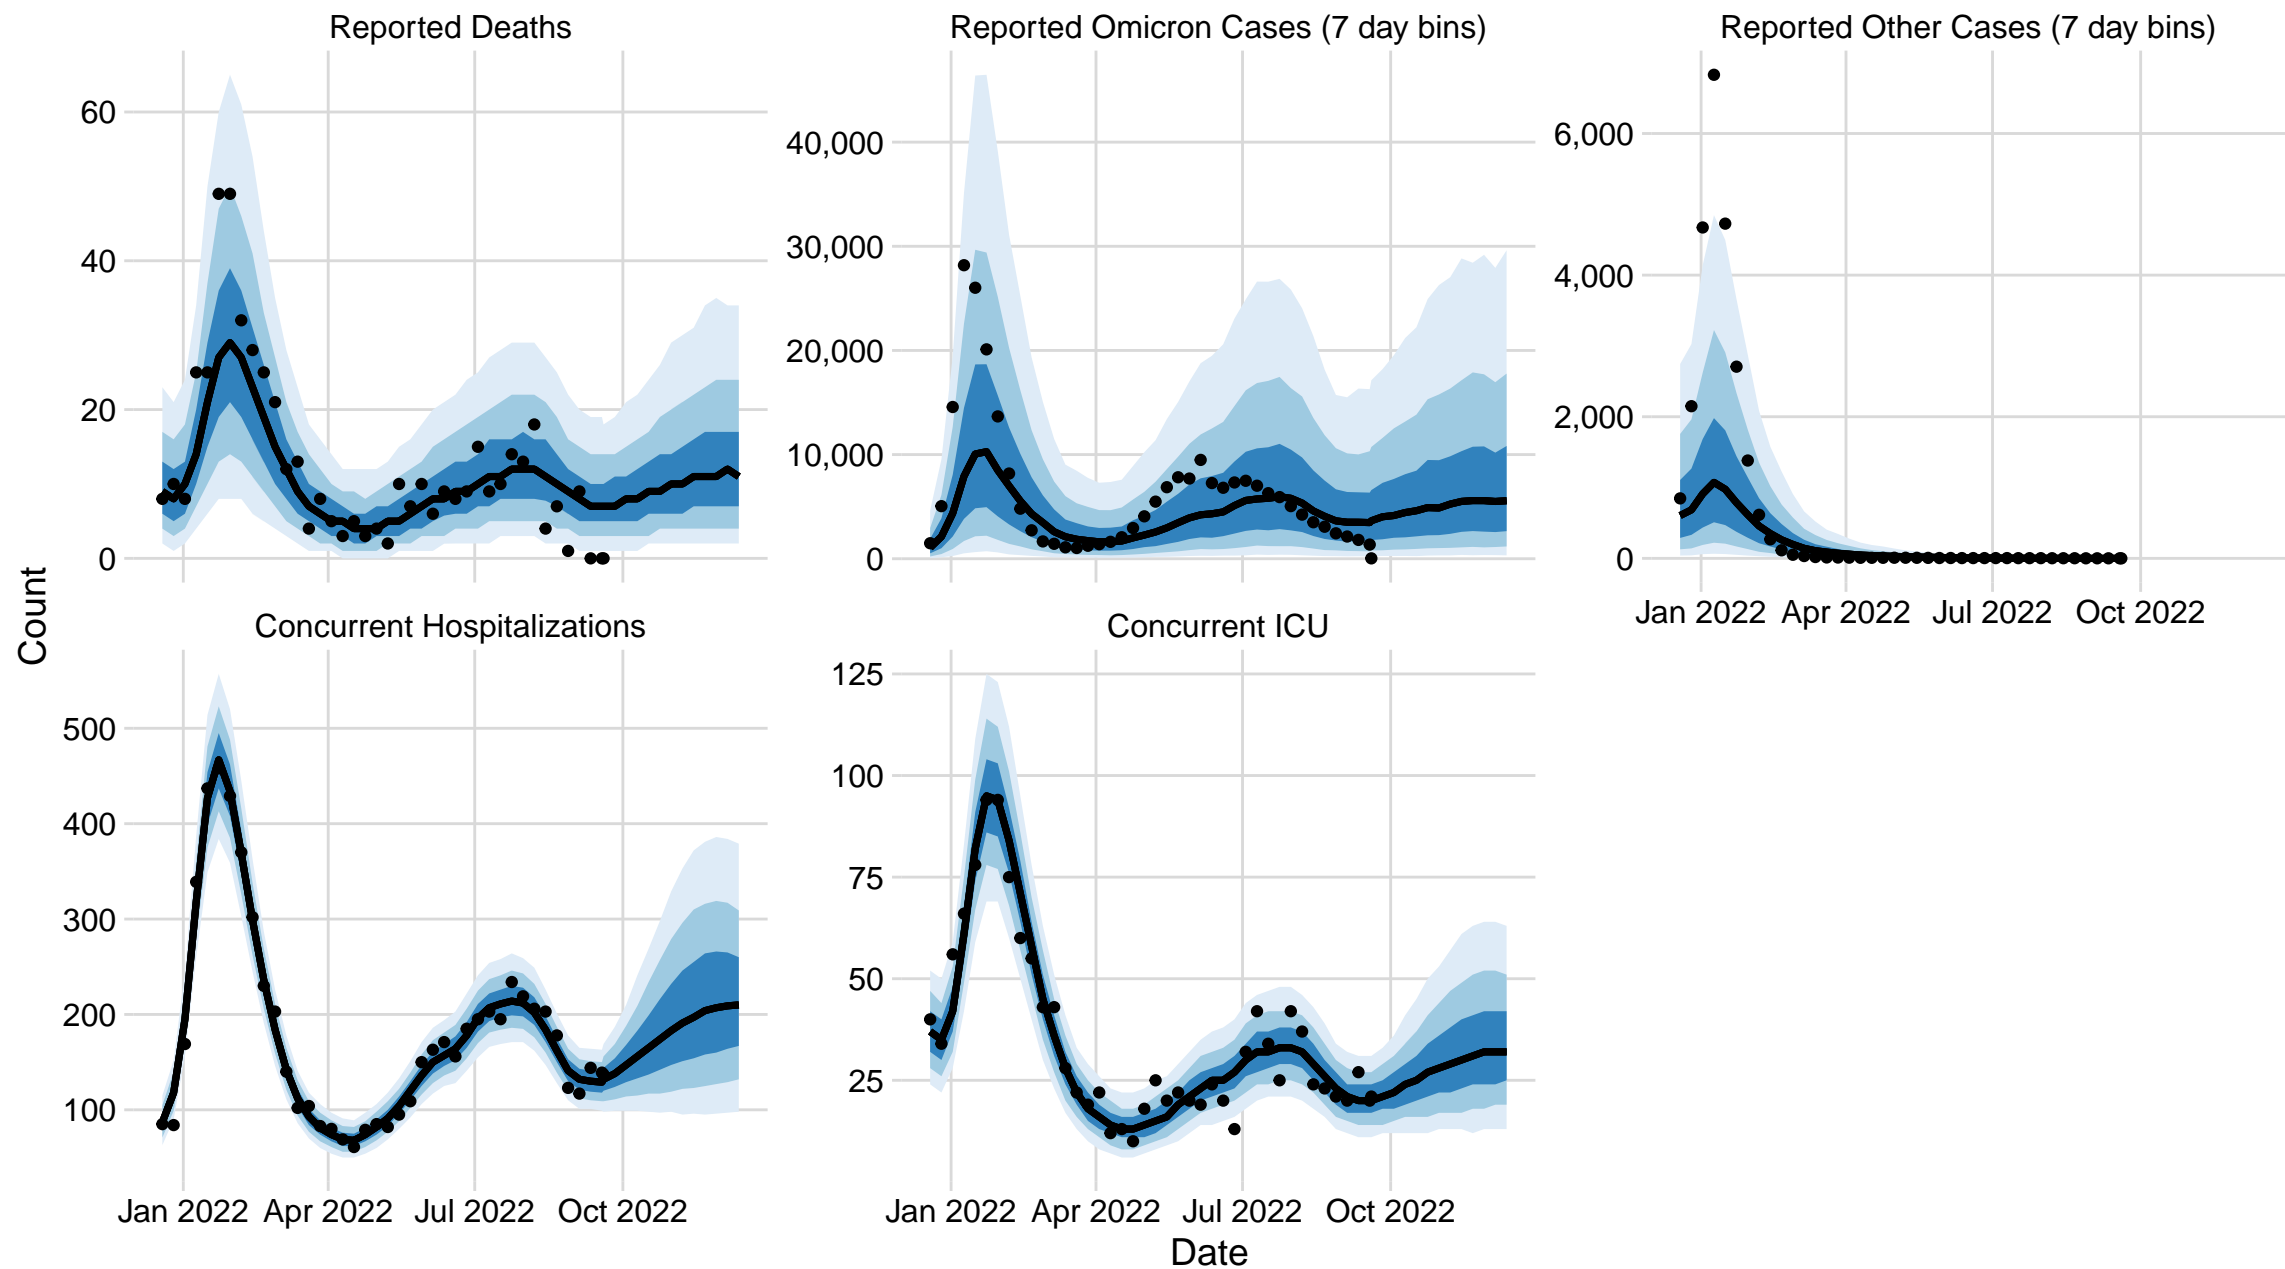 Reported Deaths
Reported Omicron Cases (7 day bins)
Reported Other Cases (7 day bins)
60
40
20
0
40,000
30,000
20,000
10,000
0
6,000
4,000
2,000
0
Jan 2022 Apr 2022 Jul 2022 Oct 2022
Count
Concurrent Hospitalizations
Concurrent ICU
500
400
300
200
100
125
100
75
50
25
Jan 2022 Apr 2022 Jul 2022 Oct 2022
Jan 2022 Apr 2022 Jul 2022 Oct 2022
Date